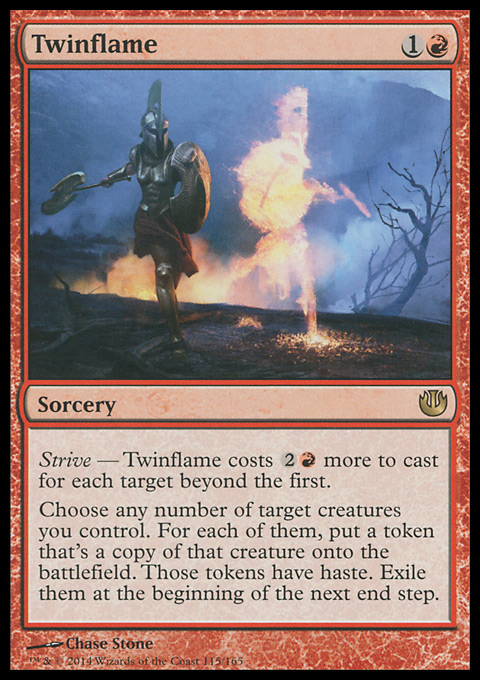 Twinflame 1
Sorcery
Strive — Twinflame costs 2 more to cast
for each target beyond the first.
Choose any number of target creatures
you control. For each of them, put a token
that's a copy of that creature onto the
battlefield. Those tokens have haste. Exile
them at the beginning of the next end step.
Chase Stone
™ & © 2014 Wizards of the Coast 115/165